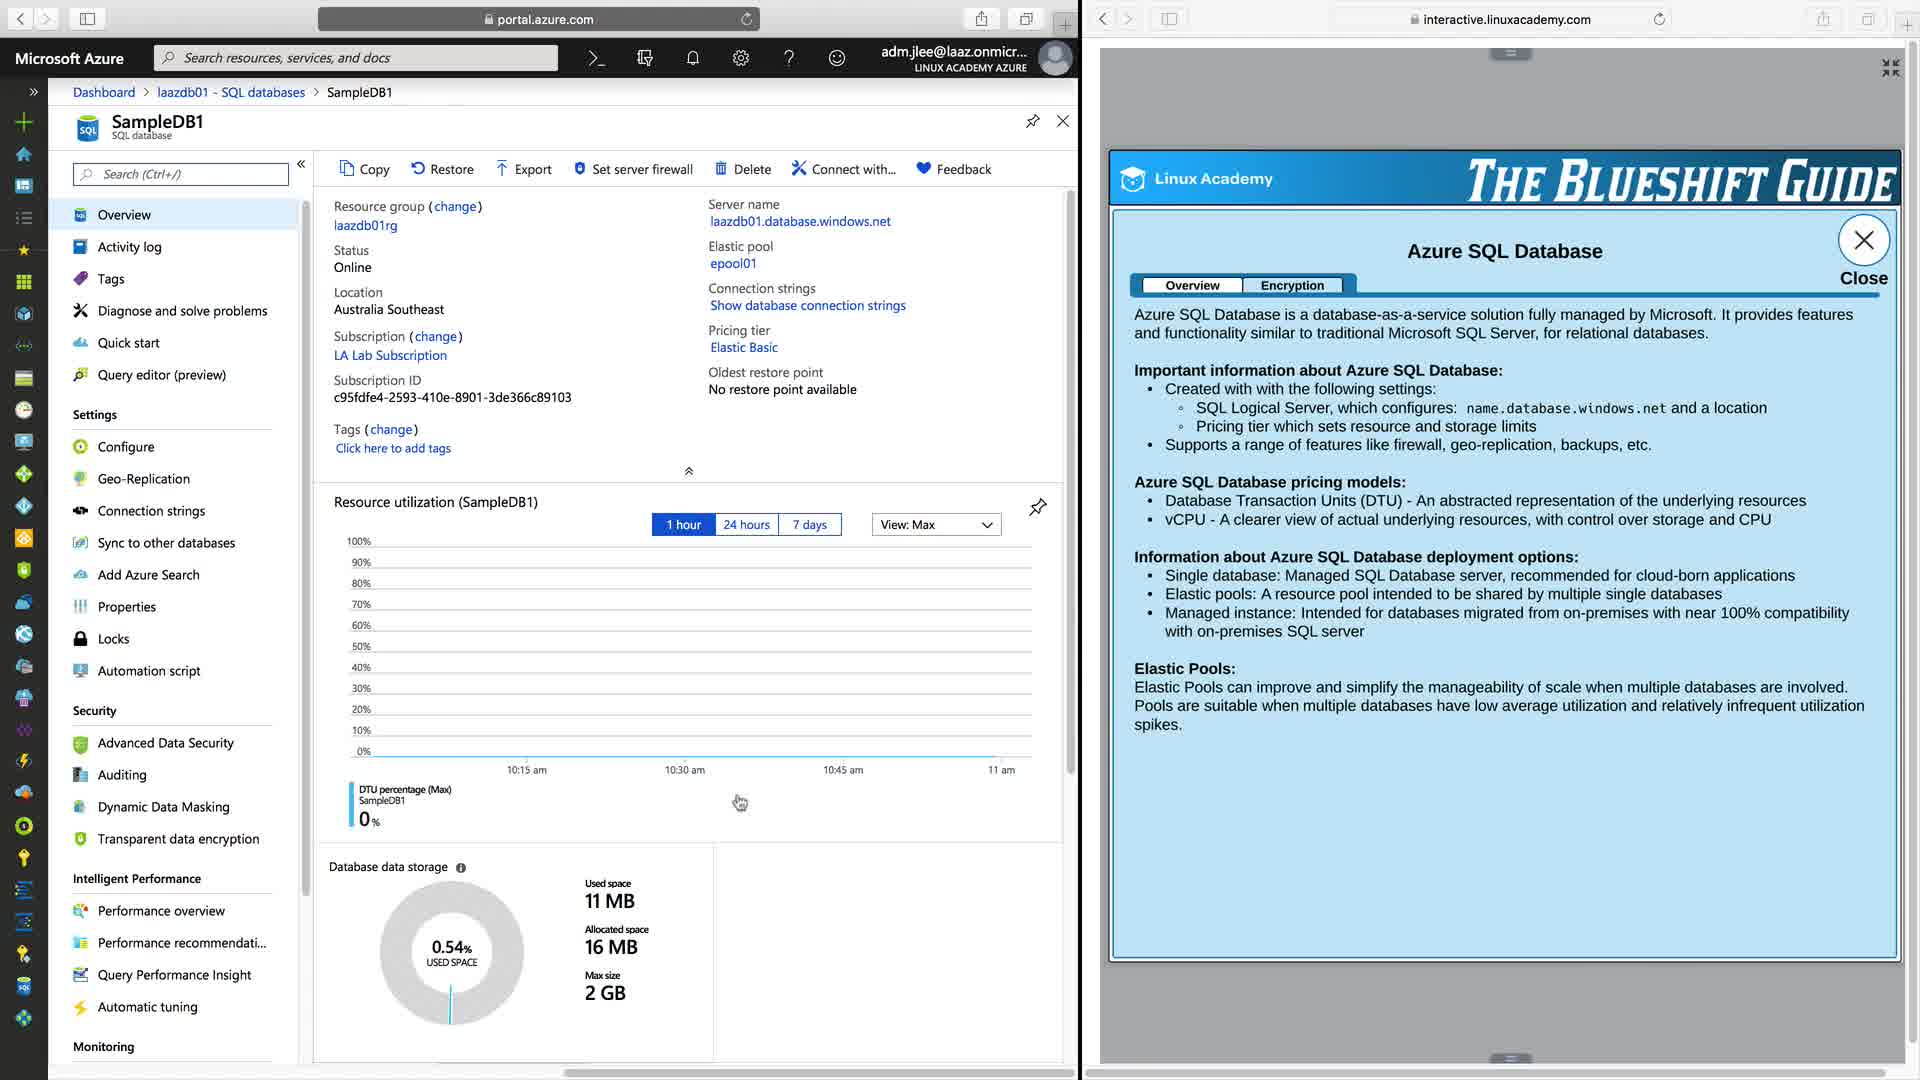 portal.azure.com
Microsoft Azure
Search resources, services, and docs
adm.jlee@laaz.onmicr...
LINUX ACADEMY AZURE
Dashboard > laazdb01 - SQL databases > SampleDB1
SampleDB1
SQL database
Search (Ctrl+/)
Overview
Activity log
Tags
Diagnose and solve problems
Quick start
Query editor (preview)
Settings
Configure
Geo-Replication
Connection strings
Sync to other databases
Add Azure Search
Properties
Locks
Automation script
Security
Advanced Data Security
Auditing
Dynamic Data Masking
Transparent data encryption
Intelligent Performance
Performance overview
Performance recommendati...
Query Performance Insight
Automatic tuning
Monitoring
Copy Restore Export Set server firewall Delete Connect with... Feedback
Resource group (change)
laazdb01rg
Status
Online
Location
Australia Southeast
Subscription (change)
LA Lab Subscription
Subscription ID
c95fdfe4-2593-410e-8901-3de366c89103
Tags (change)
Click here to add tags
Server name
laazdb01.database.windows.net
Elastic pool
epool01
Connection strings
Show database connection strings
Pricing tier
Elastic Basic
Oldest restore point
No restore point available
Resource utilization (SampleDB1)
1 hour 24 hours 7 days View: Max
100%
90%
80%
70%
60%
50%
40%
30%
20%
10%
0%
10:15 am 10:30 am 10:45 am 11 am
DTU percentage (Max)
SampleDB1
0 %
Database data storage
0.54%
USED SPACE
Used space
11 MB
Allocated space
16 MB
Max size
2 GB
interactive.linuxacademy.com
Linux Academy
THE BLUESHIFT GUIDE
Azure SQL Database
Close
Overview Encryption
Azure SQL Database is a database-as-a-service solution fully managed by Microsoft. It provides features
and functionality similar to traditional Microsoft SQL Server, for relational databases.
Important information about Azure SQL Database:
• Created with with the following settings:
◦ SQL Logical Server, which configures: name.database.windows.net and a location
◦ Pricing tier which sets resource and storage limits
• Supports a range of features like firewall, geo-replication, backups, etc.
Azure SQL Database pricing models:
• Database Transaction Units (DTU) - An abstracted representation of the underlying resources
• vCPU - A clearer view of actual underlying resources, with control over storage and CPU
Information about Azure SQL Database deployment options:
• Single database: Managed SQL Database server, recommended for cloud-born applications
• Elastic pools: A resource pool intended to be shared by multiple single databases
• Managed instance: Intended for databases migrated from on-premises with near 100% compatibility
with on-premises SQL server
Elastic Pools:
Elastic Pools can improve and simplify the manageability of scale when multiple databases are involved.
Pools are suitable when multiple databases have low average utilization and relatively infrequent utilization
spikes.